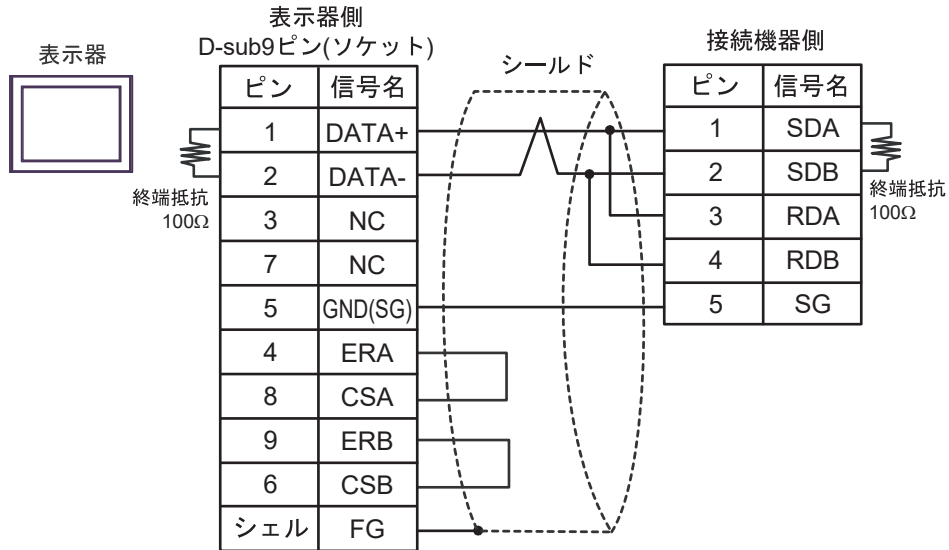 表示器
表示器側
D-sub9ピン(ソケット)
ピン 信号名
1 DATA+
2 DATA-
3 NC
7 NC
5 GND(SG)
4 ERA
8 CSA
9 ERB
6 CSB
シェル FG
終端抵抗
100Ω
シールド
接続機器側
ピン 信号名
1 SDA
2 SDB
3 RDA
4 RDB
5 SG
終端抵抗
100Ω